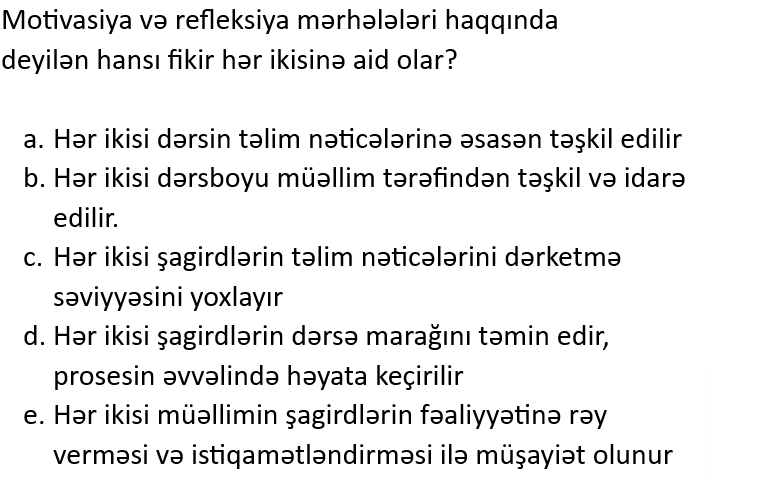 Motivasiya və refleksiya mərhələləri haqqında
deyilən hansı fikir hər ikisinə aid olar?
a. Hər ikisi dərsin təlim nəticələrinə əsasən təşkil edilir
b. Hər ikisi dərsboyu müəllim tərəfindən təşkil və idarə
edilir.
c. Hər ikisi şagirdlərin təlim nəticələrini dərketmə
səviyyəsini yoxlayır
d. Hər ikisi şagirdlərin dərsə marağını təmin edir,
prosesin əvvəlində həyata keçirilir
e. Hər ikisi müəllimin şagirdlərin fəaliyyətinə rəy
verməsi və istiqamətləndirməsi ilə müşayiət olunur